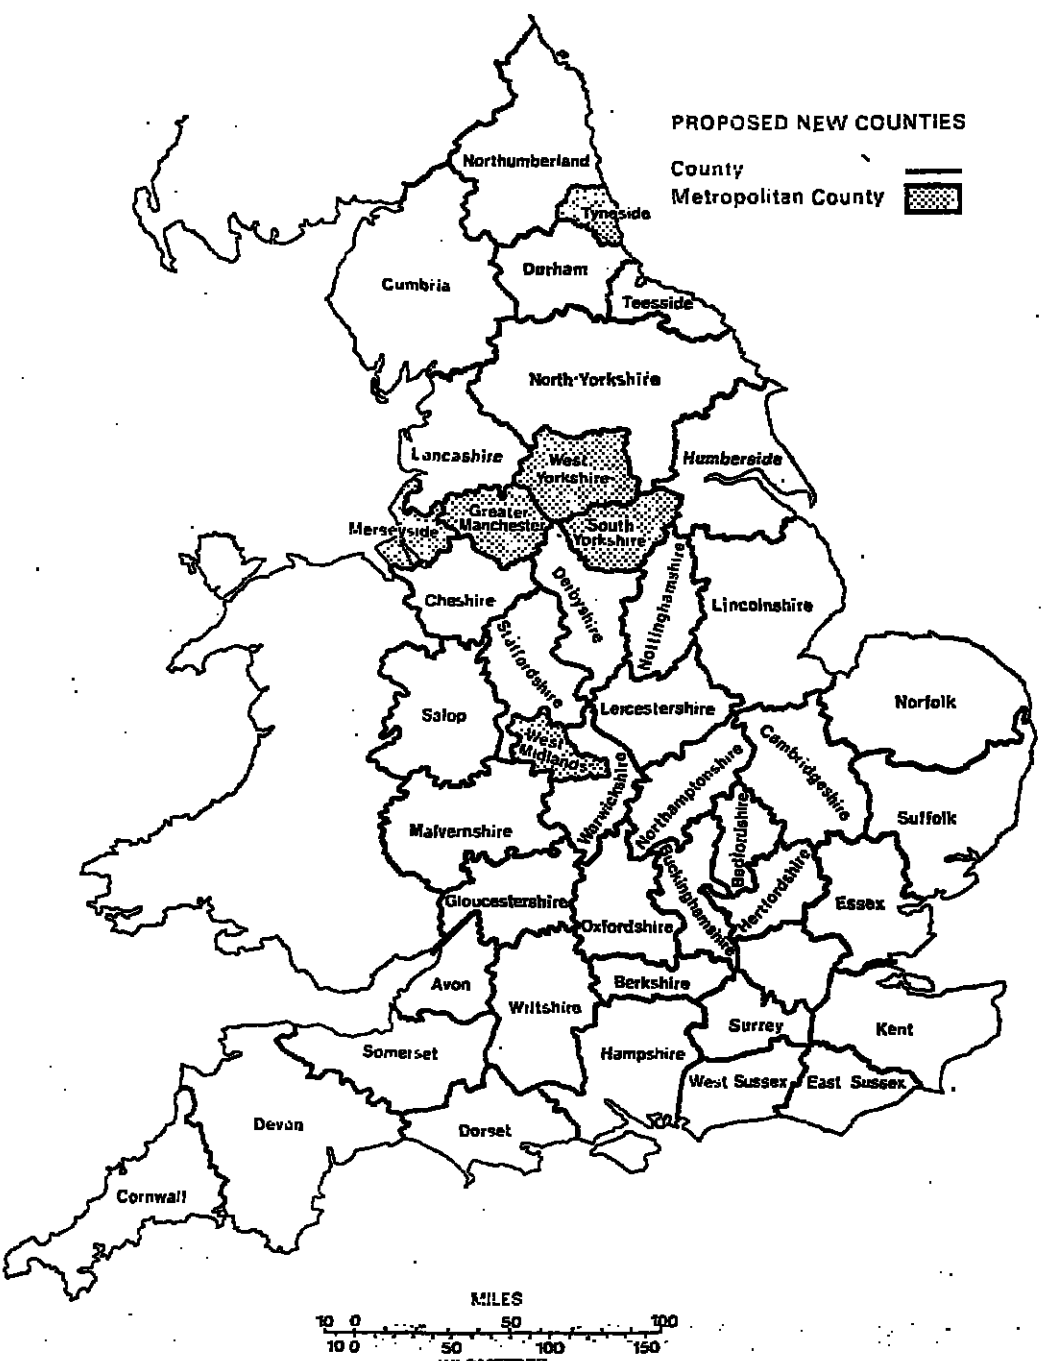 PROPOSED NEW COUNTIES
County
Metropolitan County
Northumberland
Tyneside
Cumbria
Durham
Teesside
North Yorkshire
Lancashire
West
Yorkshire
Humberside
Merseyside
Greater
Manchester
South
Yorkshire
Cheshire
Derbyshire
Nottinghamshire
Lincolnshire
Staffordshire
Salop
Leicestershire
Norfolk
West
Midlands
Warwickshire
Northamptonshire
Cambridgeshire
Suffolk
Malvernshire
Bedfordshire
Buckinghamshire
Hertfordshire
Essex
Gloucestershire
Oxfordshire
Avon
Wiltshire
Berkshire
Surrey
Kent
Somerset
Hampshire
West Sussex
East Sussex
Devon
Dorset
Cornwall
MILES
10 0 50 100
10 0 50 100 150